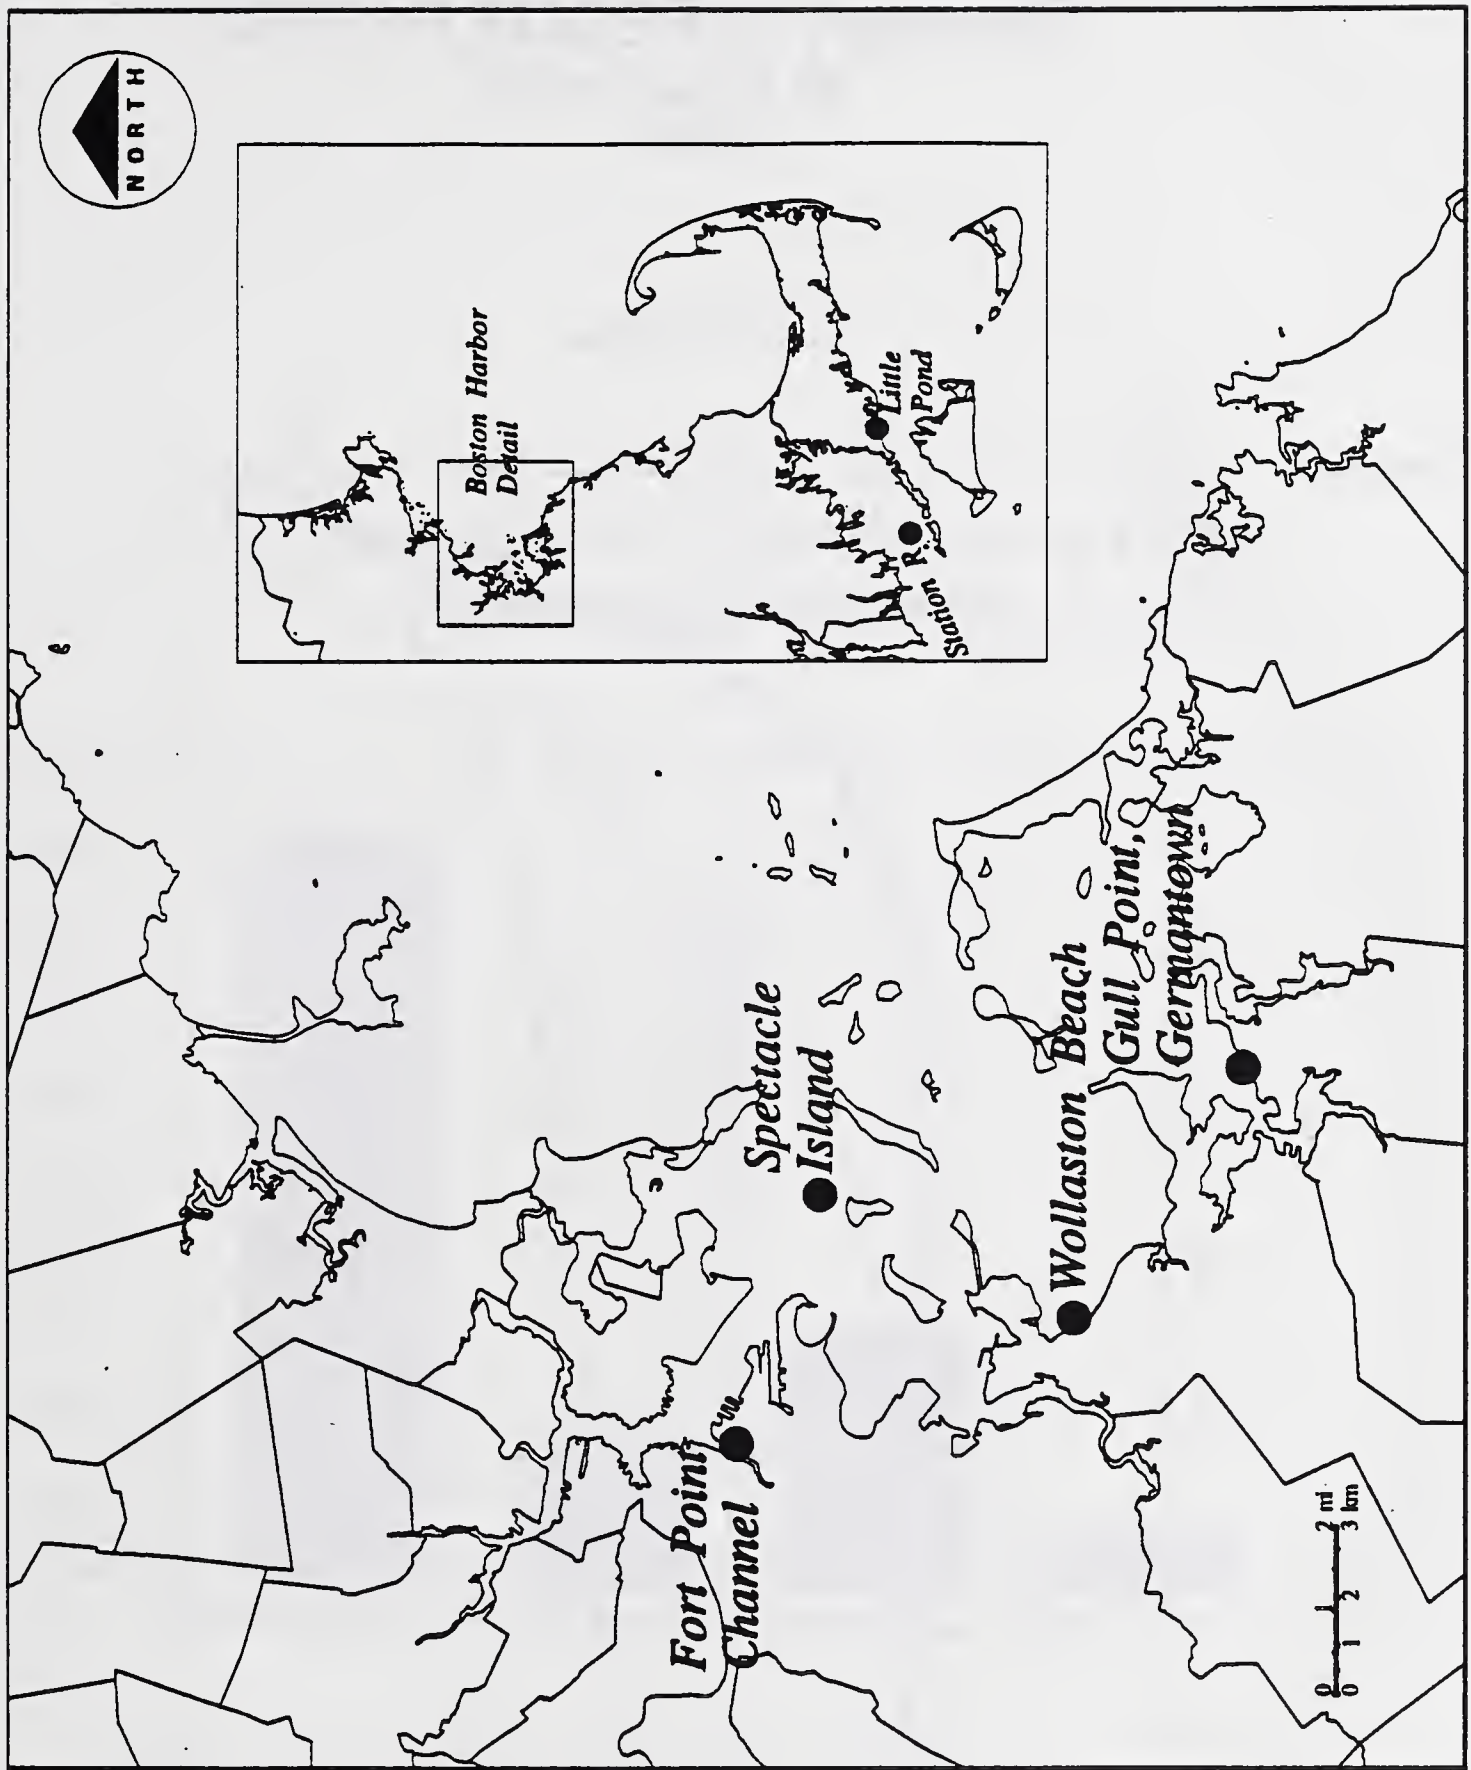 NORTH
Boston Harbor
Detail
Little
Pond
Station R.
Spectacle
Island
Wollaston Beach
Gull Point,
Germantown
Fort Point
Channel
0 1 2 mi
0 1 2 3 km